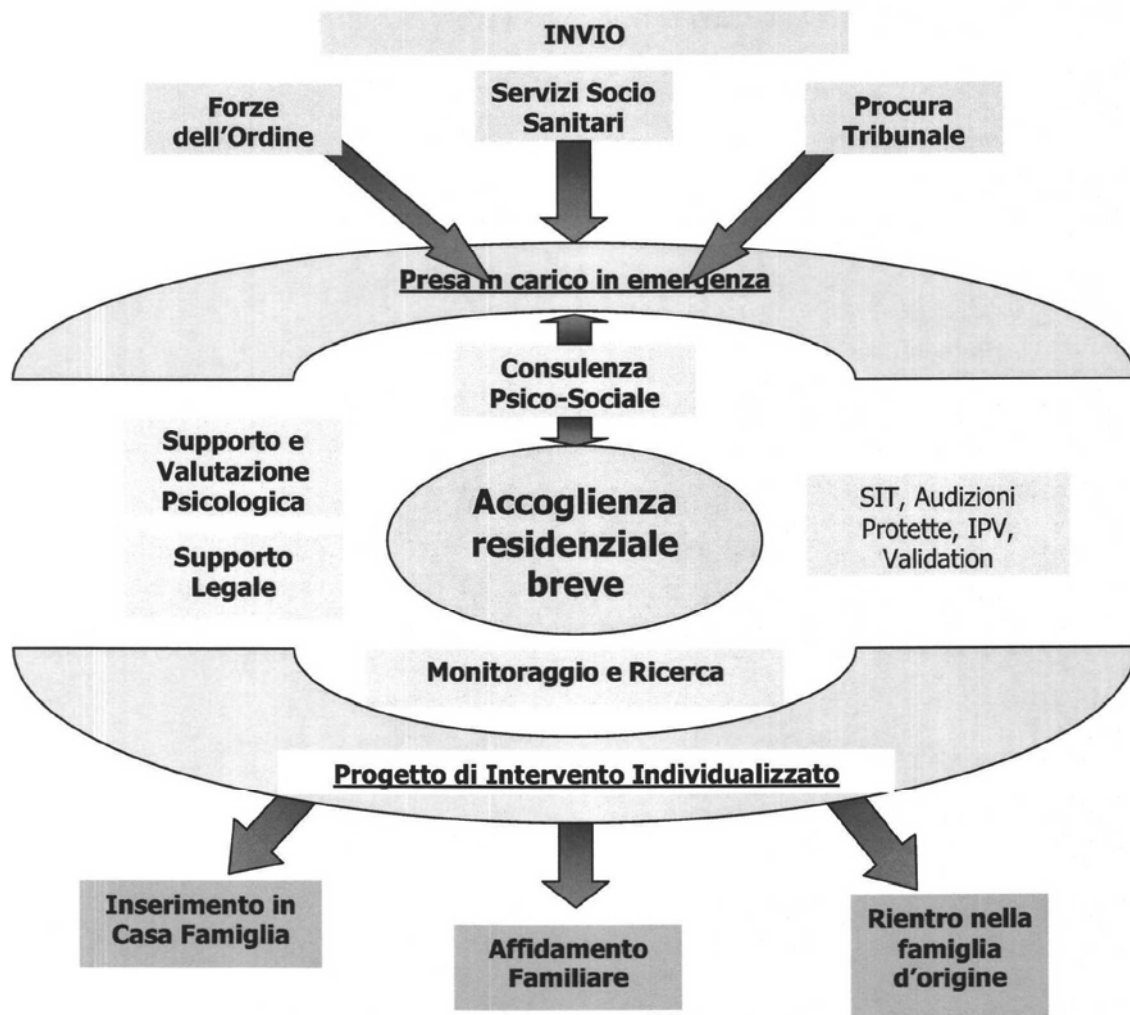 INVIO
Forze
dell'Ordine
Servizi Socio
Sanitari
Procura
Tribunale
Presa in carico in emergenza
Consulenza
Psico-Sociale
Supporto e
Valutazione
Psicologica
Supporto
Legale
Accoglienza
residenziale
breve
SIT, Audizioni
Protette, IPV,
Validation
Monitoraggio e Ricerca
Progetto di Intervento Individualizzato
Inserimento in
Casa Famiglia
Affidamento
Familiare
Rientro nella
famiglia
d'origine